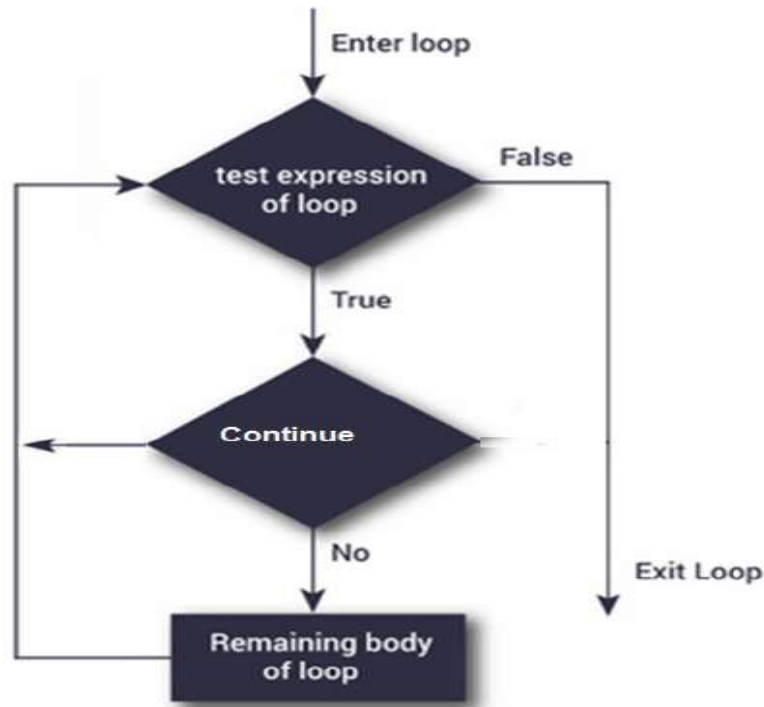 Enter loop
test expression
of loop
False
True
Continue
No
Exit Loop
Remaining body
of loop